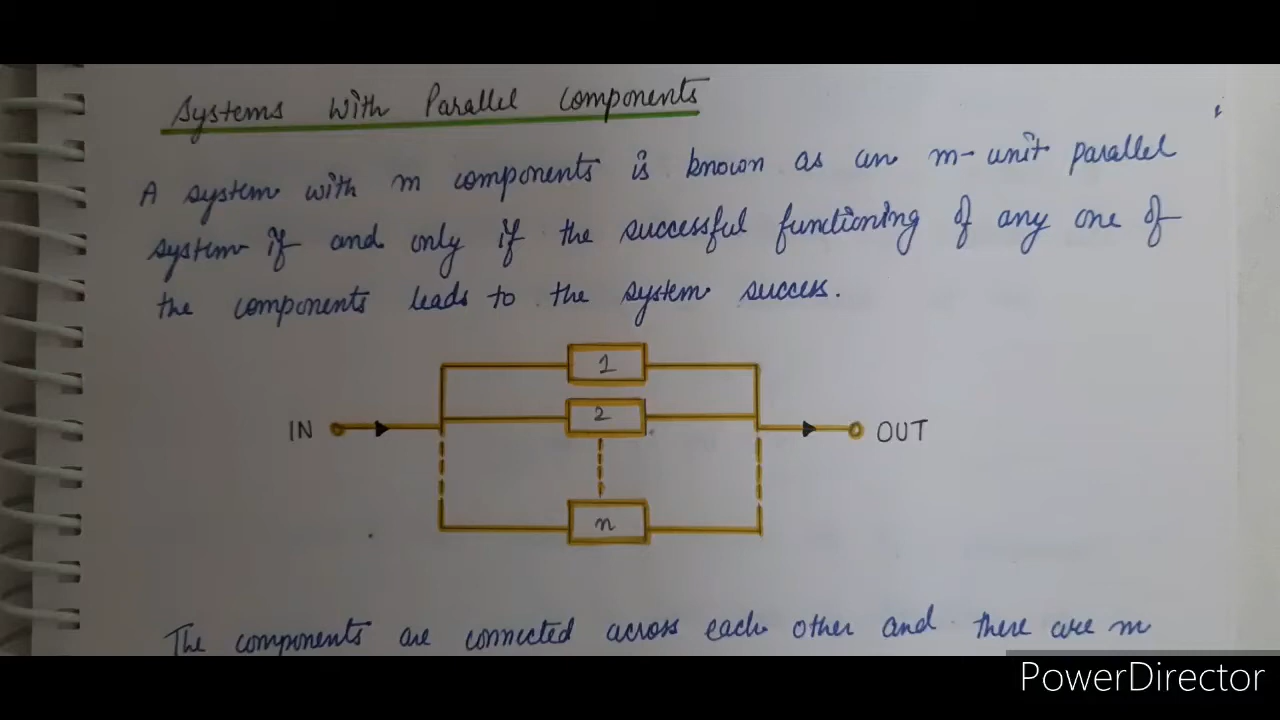 Systems With Parallel Components
A system with m components is known as an m-unit parallel
system if and only if the successful functioning of any one of
the components leads to the system success.
1
2
IN
OUT
n
The components are connected across each other and there are m
PowerDirector